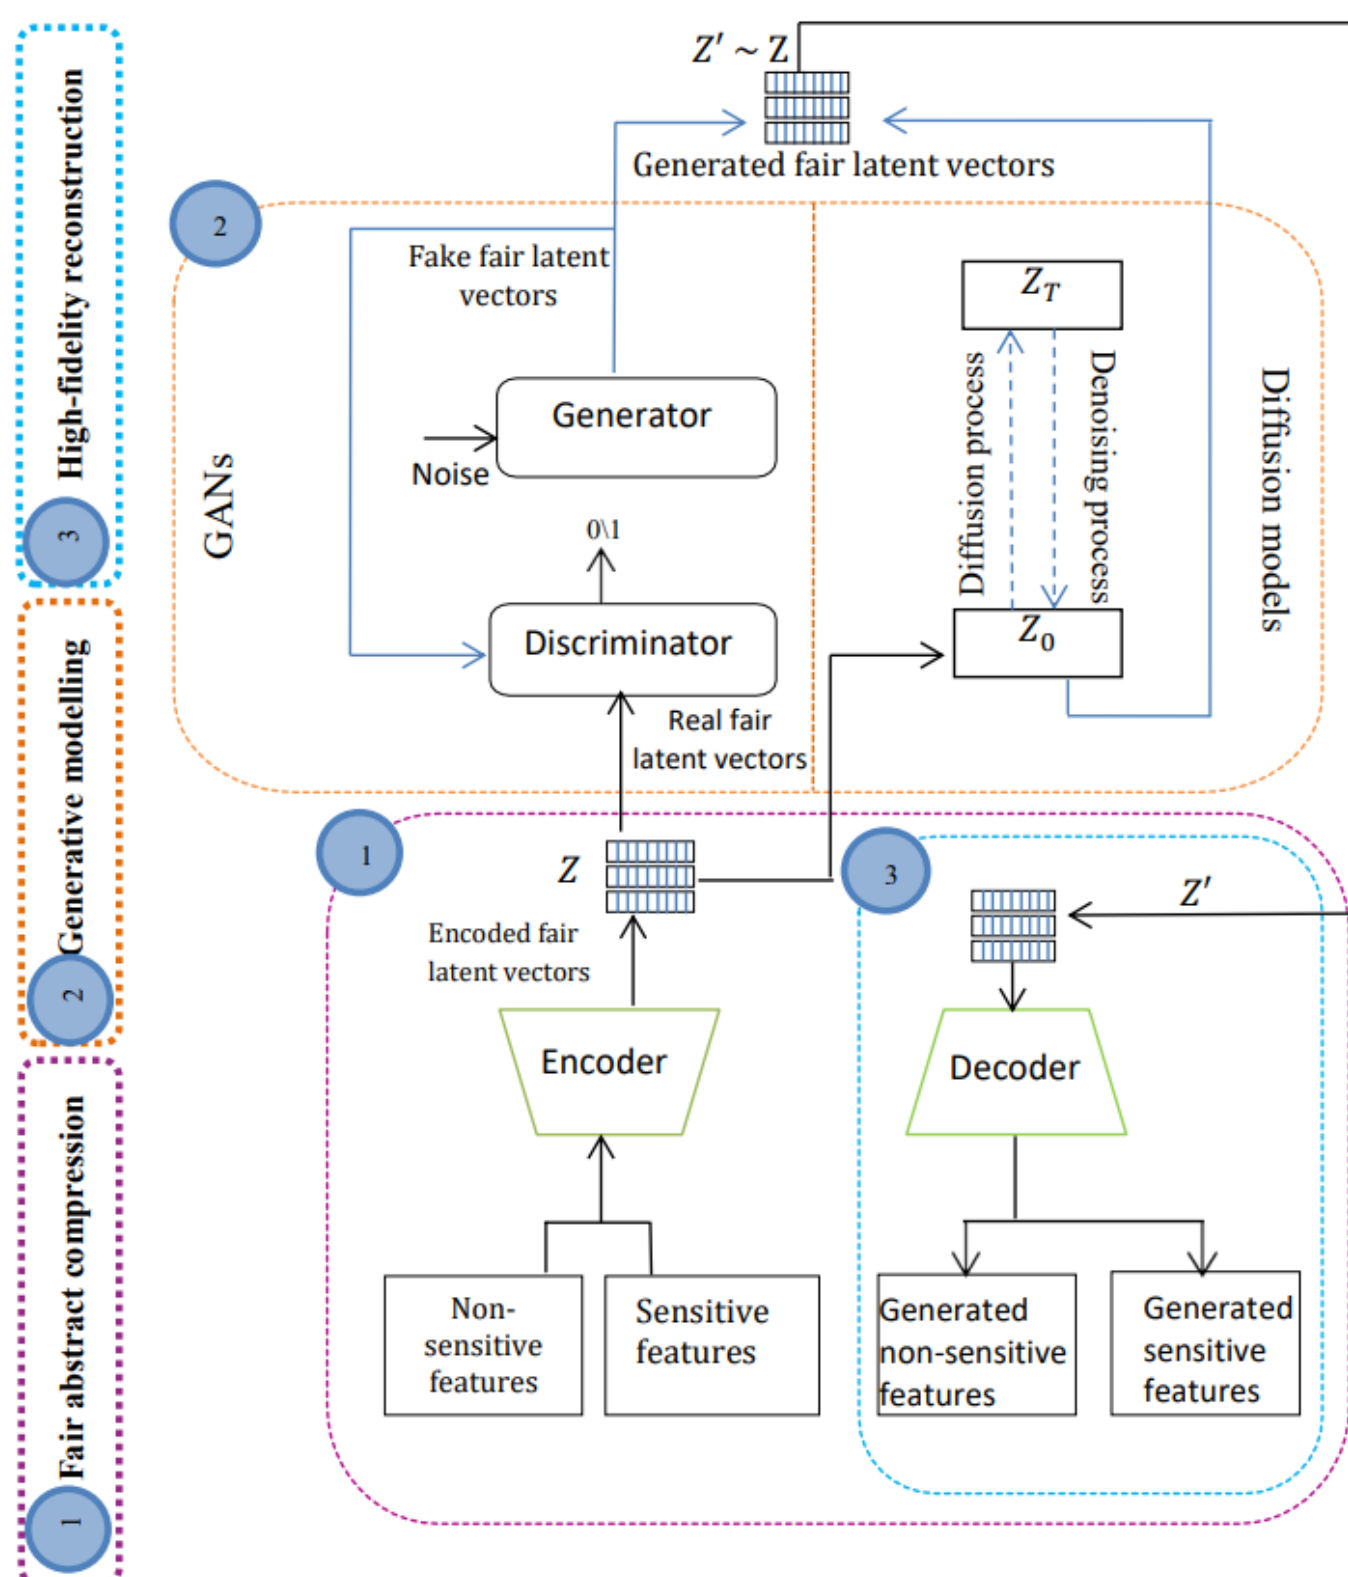 High-fidelity reconstruction
3
Generative modelling
2
Fair abstract compression
1
Z′ ~ Z
Generated fair latent vectors
2
GANs
Fake fair latent
vectors
Generator
Noise
0\1
Discriminator
Real fair
latent vectors
Z_T
Diffusion process
Denoising process
Z_0
Diffusion models
1
Z
Encoded fair
latent vectors
Encoder
Non-
sensitive
features
Sensitive
features
3
Z′
Decoder
Generated
non-sensitive
features
Generated
sensitive
features